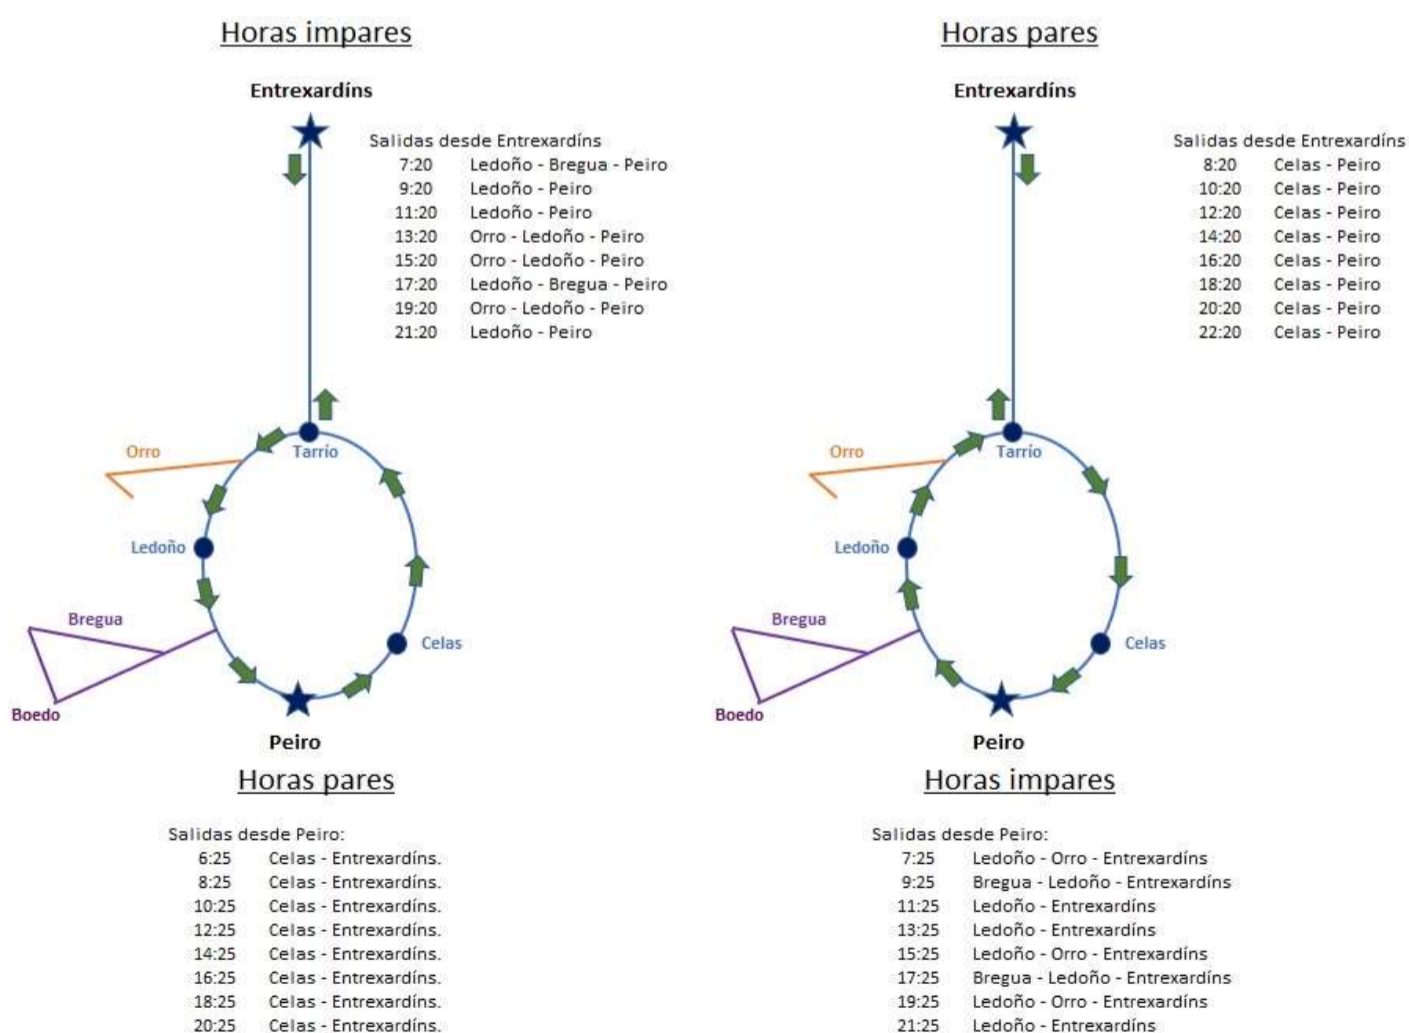 Horas impares
Entrexardíns
Salidas desde Entrexardíns
7:20 Ledoño - Bregua - Peiro
9:20 Ledoño - Peiro
11:20 Ledoño - Peiro
13:20 Orro - Ledoño - Peiro
15:20 Orro - Ledoño - Peiro
17:20 Ledoño - Bregua - Peiro
19:20 Orro - Ledoño - Peiro
21:20 Ledoño - Peiro
Orro
Tarrío
Ledoño
Bregua
Celas
Boedo
Peiro
Horas pares
Salidas desde Peiro:
6:25 Celas - Entrexardíns.
8:25 Celas - Entrexardíns.
10:25 Celas - Entrexardíns.
12:25 Celas - Entrexardíns.
14:25 Celas - Entrexardíns.
16:25 Celas - Entrexardíns.
18:25 Celas - Entrexardíns.
20:25 Celas - Entrexardíns.
Horas pares
Entrexardíns
Salidas desde Entrexardíns
8:20 Celas - Peiro
10:20 Celas - Peiro
12:20 Celas - Peiro
14:20 Celas - Peiro
16:20 Celas - Peiro
18:20 Celas - Peiro
20:20 Celas - Peiro
22:20 Celas - Peiro
Orro
Tarrío
Ledoño
Bregua
Celas
Boedo
Peiro
Horas impares
Salidas desde Peiro:
7:25 Ledoño - Orro - Entrexardíns
9:25 Bregua - Ledoño - Entrexardíns
11:25 Ledoño - Entrexardíns
13:25 Ledoño - Entrexardíns
15:25 Ledoño - Orro - Entrexardíns
17:25 Bregua - Ledoño - Entrexardíns
19:25 Ledoño - Orro - Entrexardíns
21:25 Ledoño - Entrexardíns